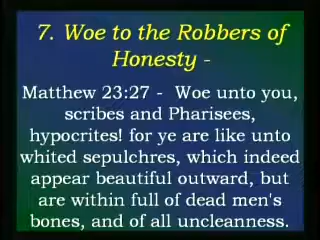 7. Woe to the Robbers of
Honesty -
Matthew 23:27 -  Woe unto you,
scribes and Pharisees,
hypocrites! for ye are like unto
whited sepulchres, which indeed
appear beautiful outward, but
are within full of dead men's
bones, and of all uncleanness.